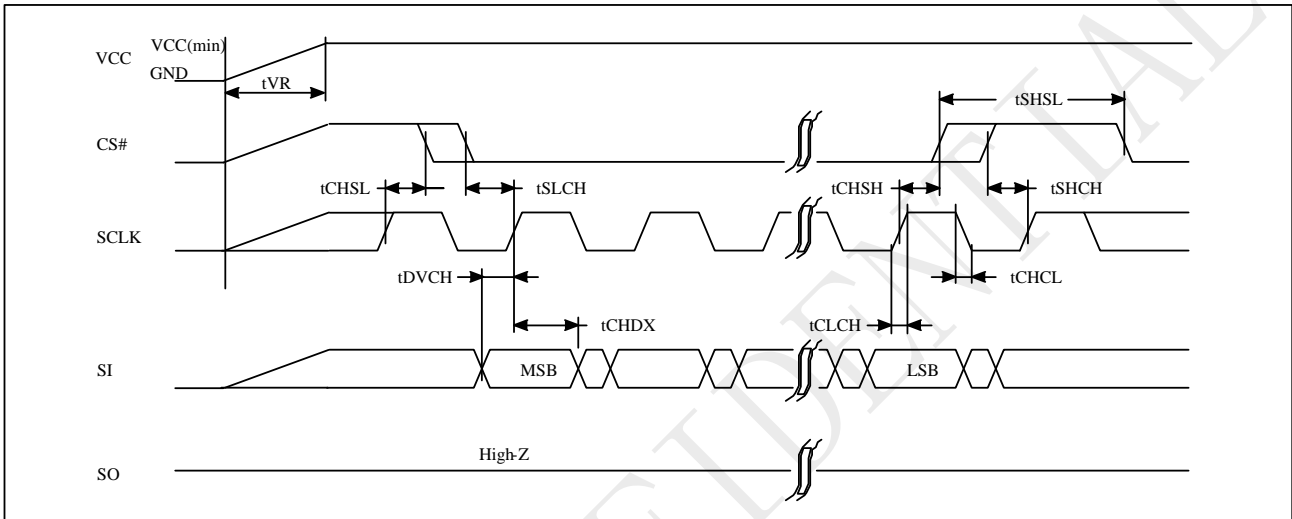 VCC(min)
VCC
GND
tVR
tSHSL
CS#
tCHSL
tSLCH
tCHSH
tSHCH
SCLK
tDVCH
tCHCL
tCHDX
tCLCH
SI
MSB
LSB
High-Z
SO